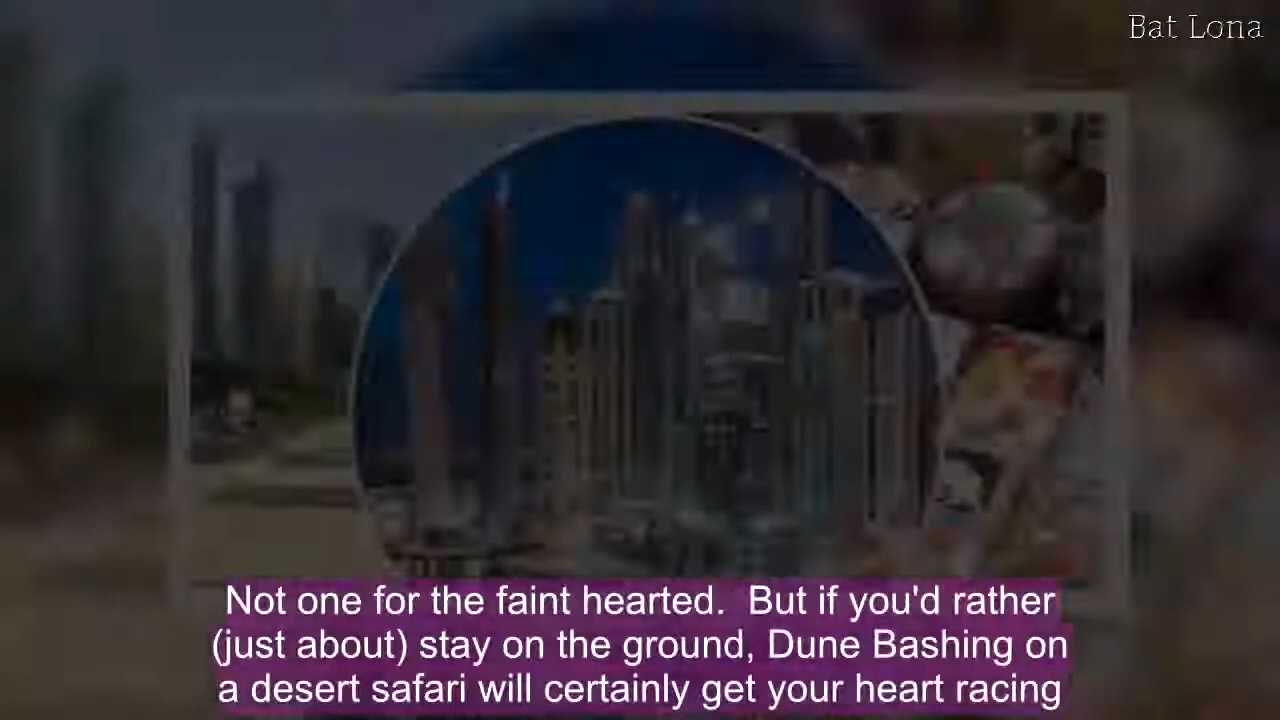 Bat Lona
Not one for the faint hearted.  But if you'd rather
(just about) stay on the ground, Dune Bashing on
a desert safari will certainly get your heart racing